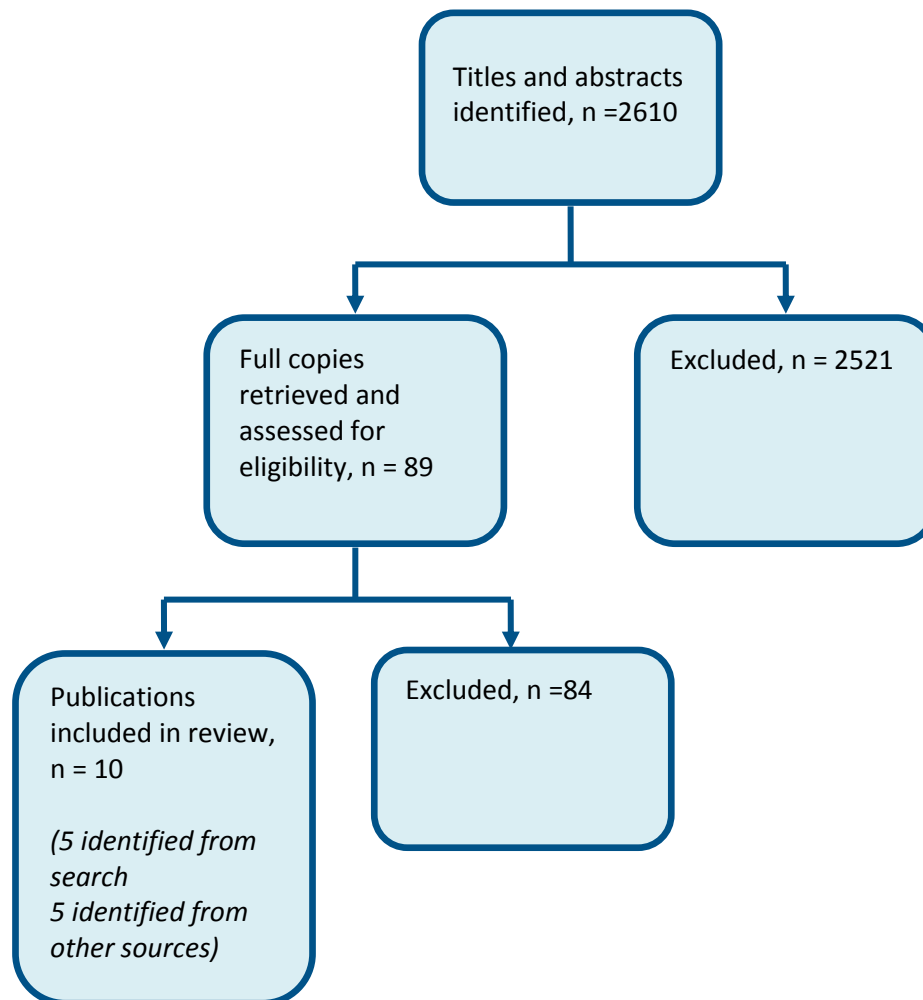 Titles and abstracts
identified, n =2610
Full copies
retrieved and
assessed for
eligibility, n = 89
Excluded, n = 2521
Publications
included in review,
n = 10
(5 identified from
search
5 identified from
other sources)
Excluded, n =84